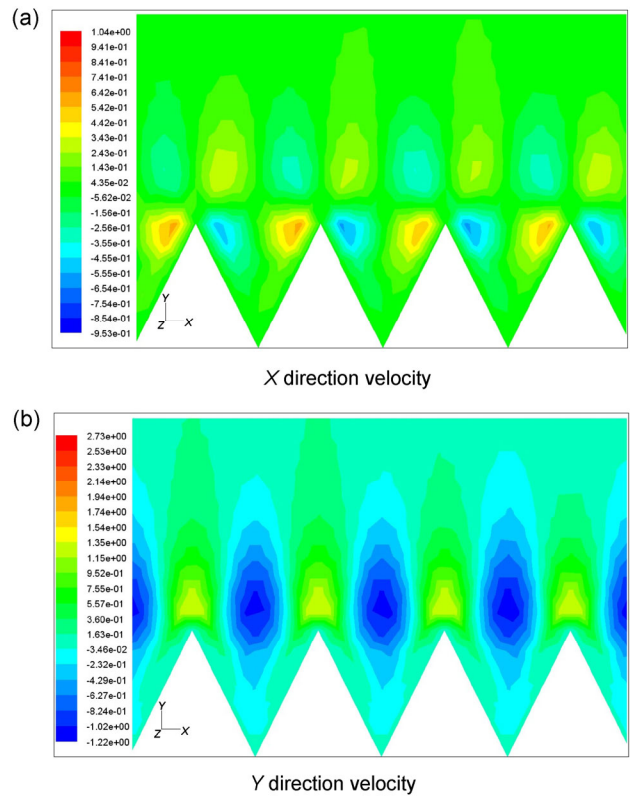 (a)
1.04e+00
9.41e-01
9.41e-01
7.41e-01
6.42e-01
5.42e-01
4.42e-01
3.43e-01
2.43e-01
1.43e-01
4.35e-02
-5.62e-02
-1.56e-01
-2.56e-01
-3.55e-01
-4.55e-01
-5.54e-01
-6.54e-01
-7.54e-01
-8.54e-01
-9.53e-01
Y
Z X
X direction velocity
(b)
2.73e+00
2.53e+00
2.33e+00
2.14e+00
1.94e+00
1.74e+00
1.54e+00
1.35e+00
1.15e+00
9.52e-01
7.55e-01
5.57e-01
3.60e-01
1.63e-01
-3.46e-02
-2.32e-01
-4.29e-01
-6.27e-01
-8.24e-01
-1.02e+00
-1.22e+00
Y
Z X
Y direction velocity